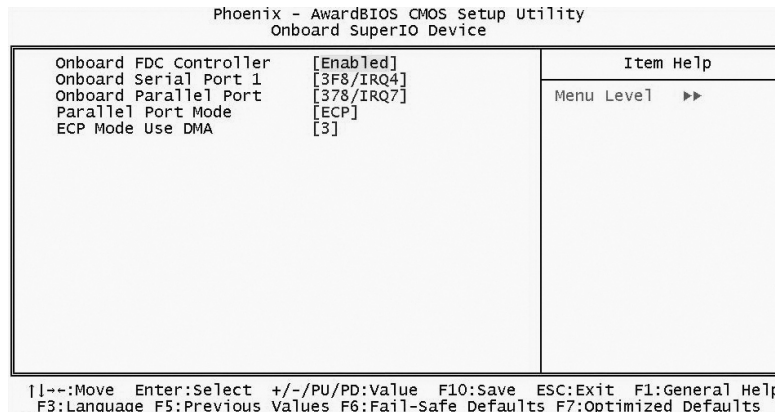 Phoenix - AwardBIOS CMOS Setup Utility
Onboard SuperIO Device
Onboard FDC Controller [Enabled]
Onboard Serial Port 1 [3F8/IRQ4]
Onboard Parallel Port [378/IRQ7]
Parallel Port Mode [ECP]
ECP Mode Use DMA [3]
Item Help
Menu Level ▶▶
↑↓→←:Move Enter:Select +/-/PU/PD:Value F10:Save ESC:Exit F1:General Help
F3:Language F5:Previous Values F6:Fail-Safe Defaults F7:Optimized Defaults